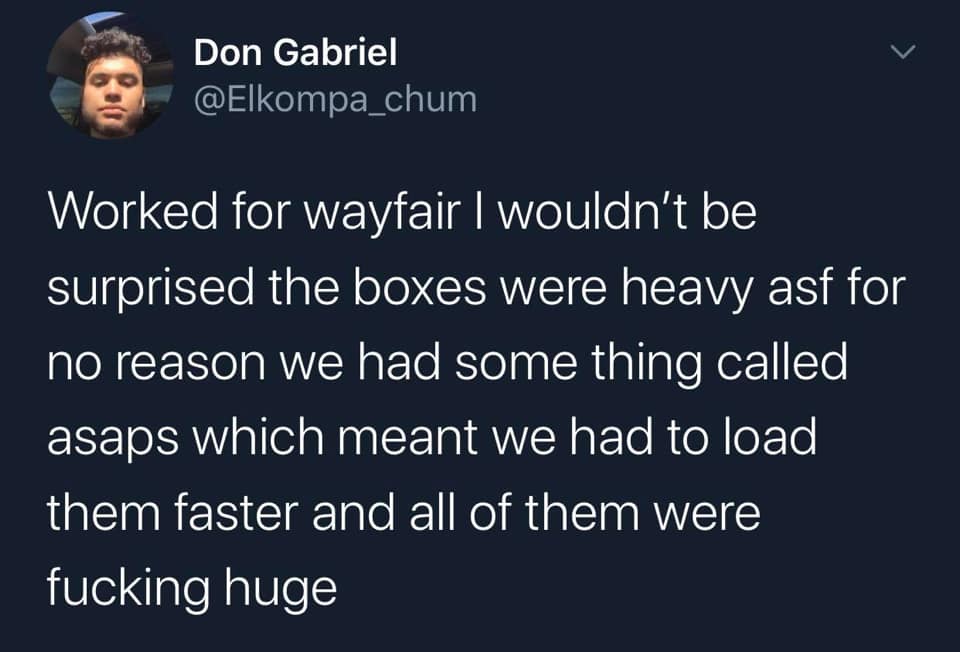 Don Gabriel
@Elkompa_chum
Worked for wayfair I wouldn’t be
surprised the boxes were heavy asf for
no reason we had some thing called
asaps which meant we had to load
them faster and all of them were
fucking huge